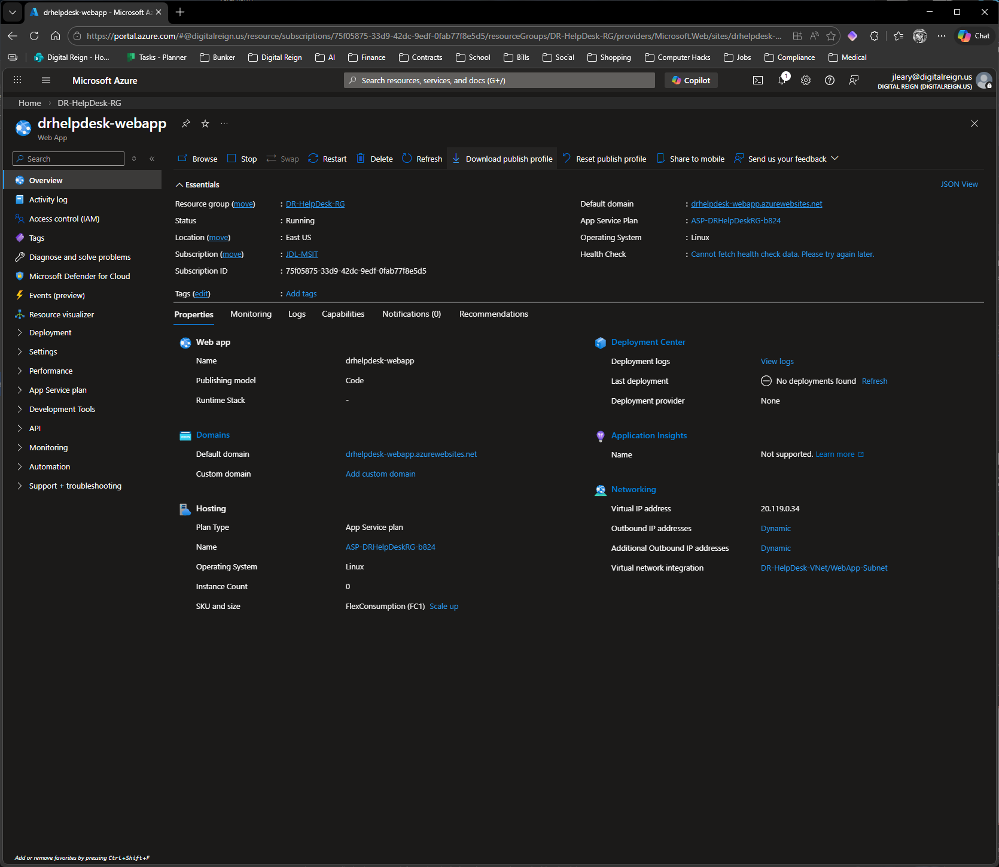 drhelpdesk-webapp - Microsoft Az
https://portal.azure.com/#@digitalreign.us/resource/subscriptions/75f05875-33d9-42dc-9edf-0fab77f8e5d5/resourceGroups/DR-HelpDesk-RG/providers/Microsoft.Web/sites/drhelpdesk-...
Chat
Digital Reign - Ho...
Tasks - Planner
Bunker
Digital Reign
AI
Finance
Contracts
School
Bills
Social
Shopping
Computer Hacks
Jobs
Compliance
Medical
Microsoft Azure
Search resources, services, and docs (G+/)
Copilot
1
jleary@digitalreign.us
DIGITAL REIGN (DIGITALREIGN.US)
Home > DR-HelpDesk-RG
drhelpdesk-webapp
Web App
Search
Overview
Activity log
Access control (IAM)
Tags
Diagnose and solve problems
Microsoft Defender for Cloud
Events (preview)
Resource visualizer
Deployment
Settings
Performance
App Service plan
Development Tools
API
Monitoring
Automation
Support + troubleshooting
Browse
Stop
Swap
Restart
Delete
Refresh
Download publish profile
Reset publish profile
Share to mobile
Send us your feedback
Essentials
JSON View
Resource group (move) : DR-HelpDesk-RG
Status : Running
Location (move) : East US
Subscription (move) : JDL-MSIT
Subscription ID : 75f05875-33d9-42dc-9edf-0fab77f8e5d5
Tags (edit) : Add tags
Default domain : drhelpdesk-webapp.azurewebsites.net
App Service Plan : ASP-DRHelpDeskRG-b824
Operating System : Linux
Health Check : Cannot fetch health check data. Please try again later.
Properties
Monitoring
Logs
Capabilities
Notifications (0)
Recommendations
Web app
Name drhelpdesk-webapp
Publishing model Code
Runtime Stack -
Domains
Default domain drhelpdesk-webapp.azurewebsites.net
Custom domain Add custom domain
Hosting
Plan Type App Service plan
Name ASP-DRHelpDeskRG-b824
Operating System Linux
Instance Count 0
SKU and size FlexConsumption (FC1) Scale up
Deployment Center
Deployment logs View logs
Last deployment No deployments found Refresh
Deployment provider None
Application Insights
Name Not supported. Learn more
Networking
Virtual IP address 20.119.0.34
Outbound IP addresses Dynamic
Additional Outbound IP addresses Dynamic
Virtual network integration DR-HelpDesk-VNet/WebApp-Subnet
Add or remove favorites by pressing Ctrl+Shift+F